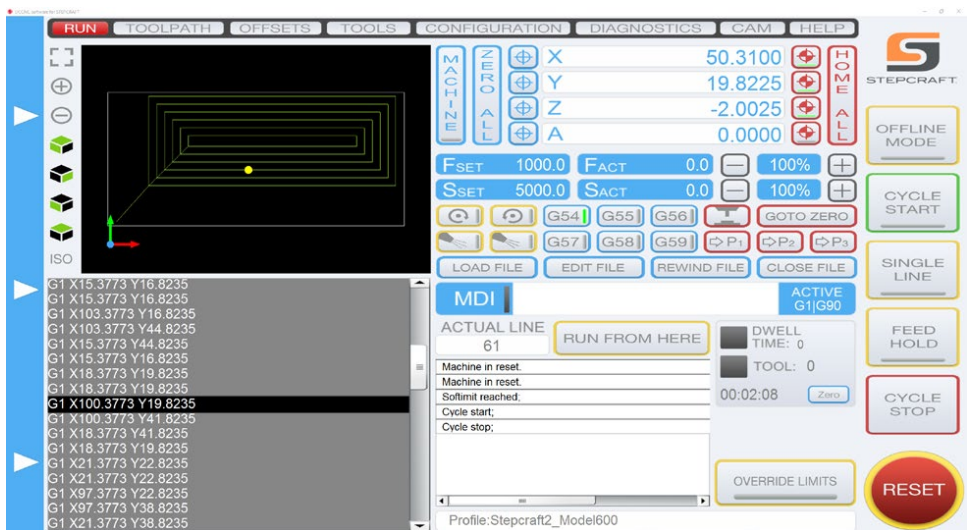 RUN TOOLPATH OFFSETS TOOLS CONFIGURATION DIAGNOSTICS CAM HELP
STEPCRAFT
MACHINE
ZERO ALL
X 50.3100
Y 19.8225
Z -2.0025
A 0.0000
HOME ALL
FSET 1000.0 FACT 0.0 100%
SSET 5000.0 SACT 0.0 100%
G54 G55 G56 GOTO ZERO
G57 G58 G59 P1 P2 P3
LOAD FILE EDIT FILE REWIND FILE CLOSE FILE
ISO
MDI
ACTIVE
G1|G90
ACTUAL LINE
61
RUN FROM HERE
DWELL
TIME: 0
TOOL: 0
00:02:08 Zero
Machine in reset.
Machine in reset.
Softimit reached;
Cycle start;
Cycle stop;
OVERRIDE LIMITS
Profile:Stepcraft2_Model600
G1 X15.3773 Y16.8235
G1 X15.3773 Y16.8235
G1 X103.3773 Y16.8235
G1 X103.3773 Y44.8235
G1 X15.3773 Y44.8235
G1 X15.3773 Y16.8235
G1 X18.3773 Y19.8235
G1 X18.3773 Y19.8235
G1 X100.3773 Y19.8235
G1 X100.3773 Y41.8235
G1 X18.3773 Y41.8235
G1 X18.3773 Y19.8235
G1 X21.3773 Y22.8235
G1 X21.3773 Y22.8235
G1 X97.3773 Y22.8235
G1 X97.3773 Y38.8235
G1 X21.3773 Y38.8235
OFFLINE
MODE
CYCLE
START
SINGLE
LINE
FEED
HOLD
CYCLE
STOP
RESET